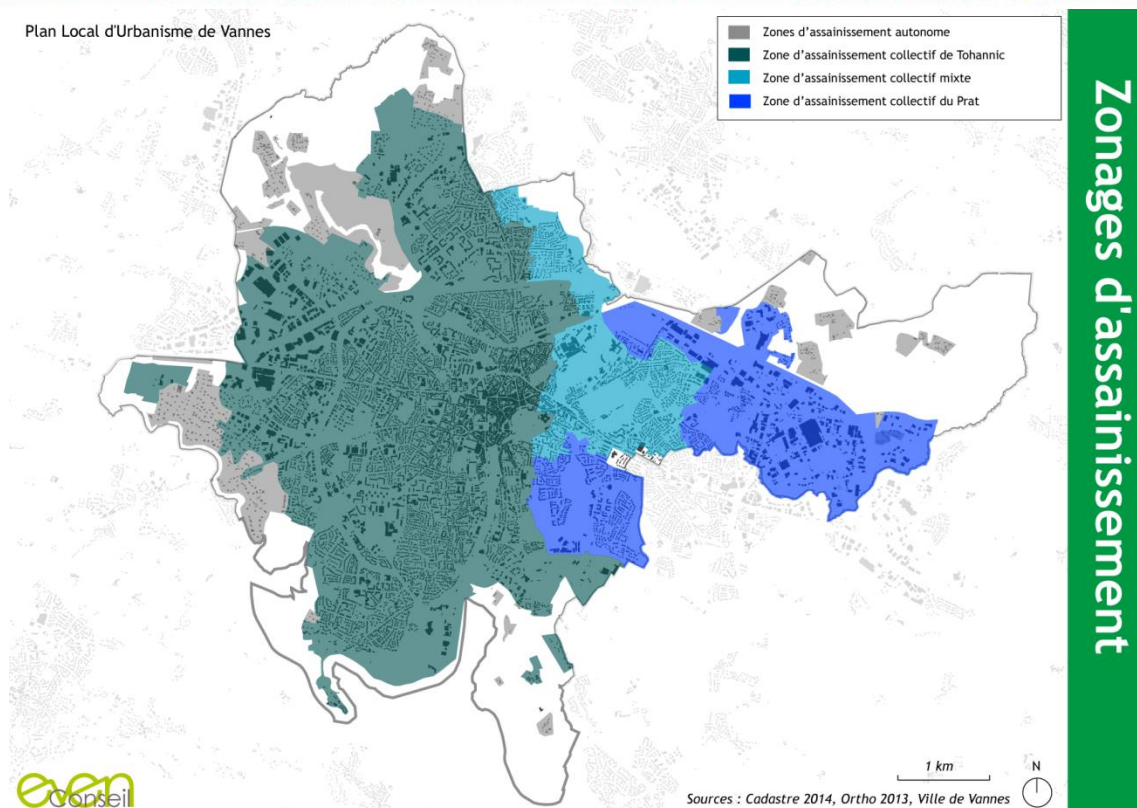 Plan Local d'Urbanisme de Vannes
Zones d'assainissement autonome
Zone d'assainissement collectif de Tohannic
Zone d'assainissement collectif mixte
Zone d'assainissement collectif du Prat
Zonages d'assainissement
1 km
N
even
Conseil
Sources : Cadastre 2014, Ortho 2013, Ville de Vannes